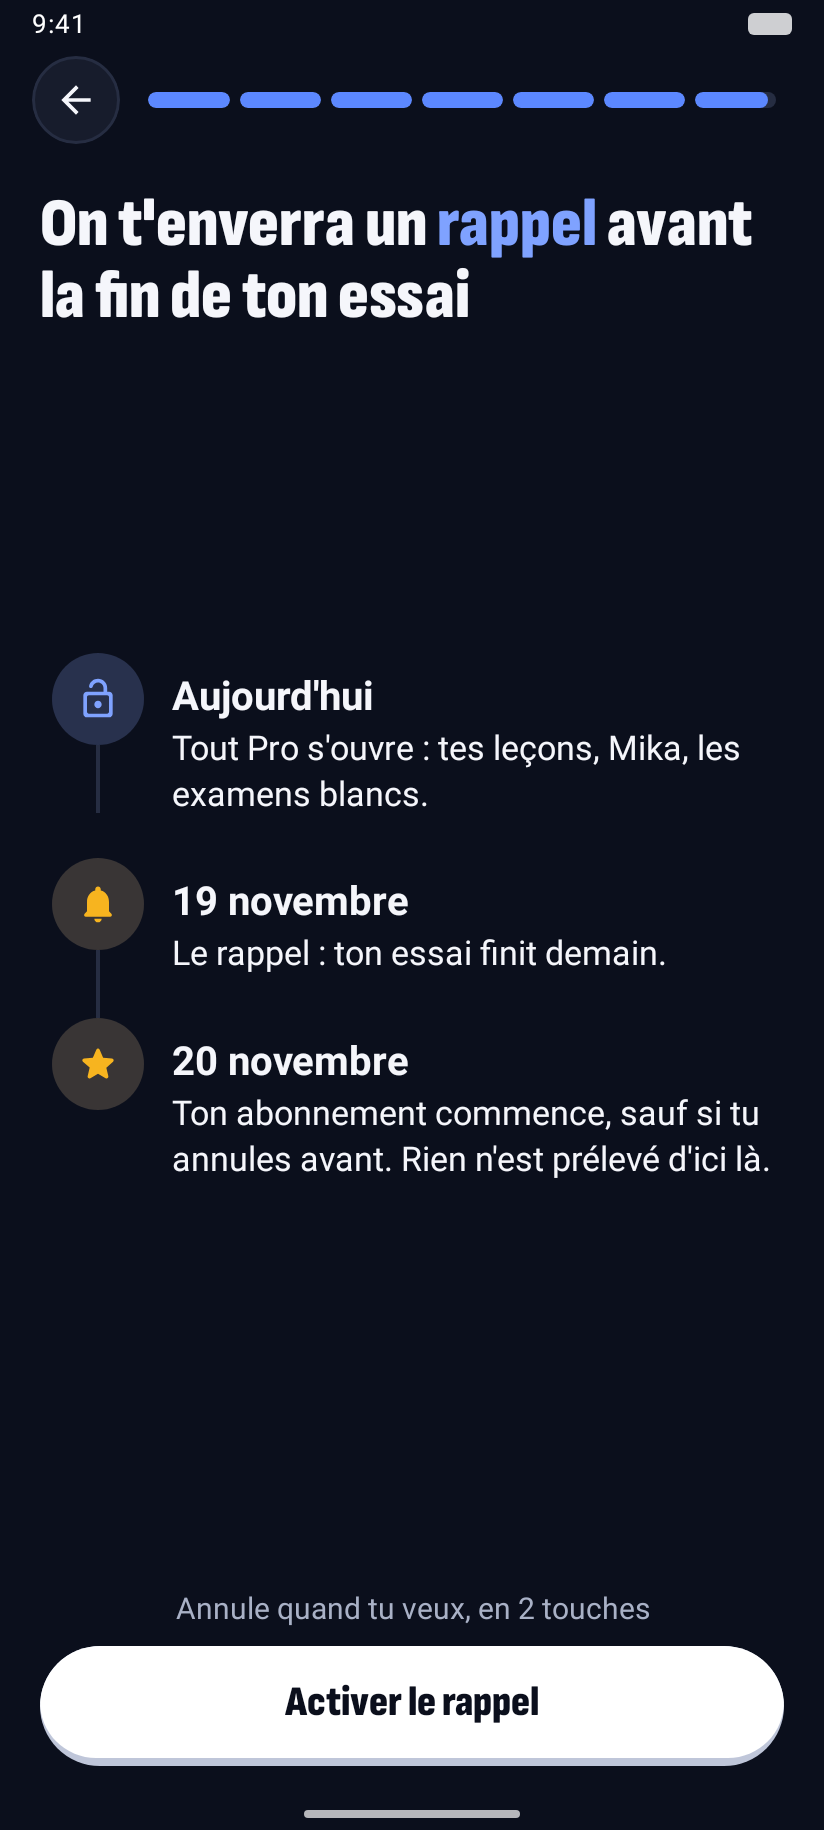 9:41
On t'enverra un rappel avant
la fin de ton essai
Aujourd'hui
Tout Pro s'ouvre : tes leçons, Mika, les
examens blancs.
19 novembre
Le rappel : ton essai finit demain.
20 novembre
Ton abonnement commence, sauf si tu
annules avant. Rien n'est prélevé d'ici là.
Annule quand tu veux, en 2 touches
Activer le rappel